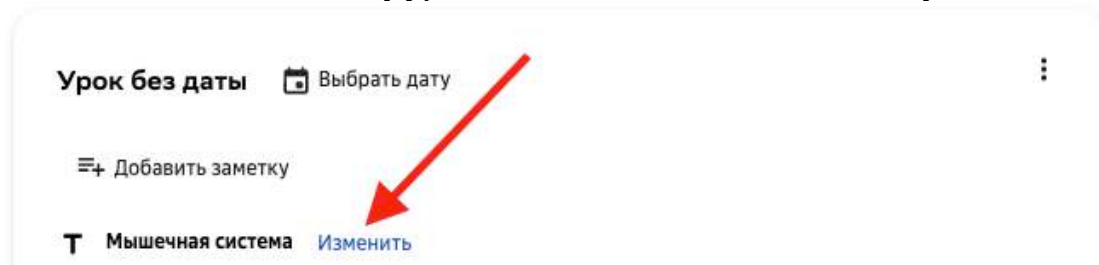 Урок без даты Выбрать дату
Добавить заметку
Мышечная система Изменить